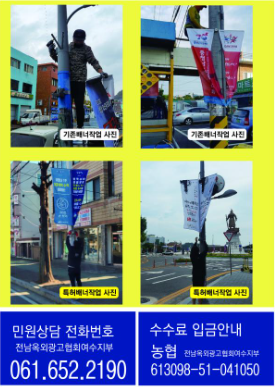 기존배너작업 사진
기존배너작업 사진
특허배너작업 사진
특허배너작업 사진
민원상담 전화번호
전남옥외광고협회여수지부
061.652.2190
수수료 입금안내
농협 전남옥외광고협회여수지부
613098-51-041050